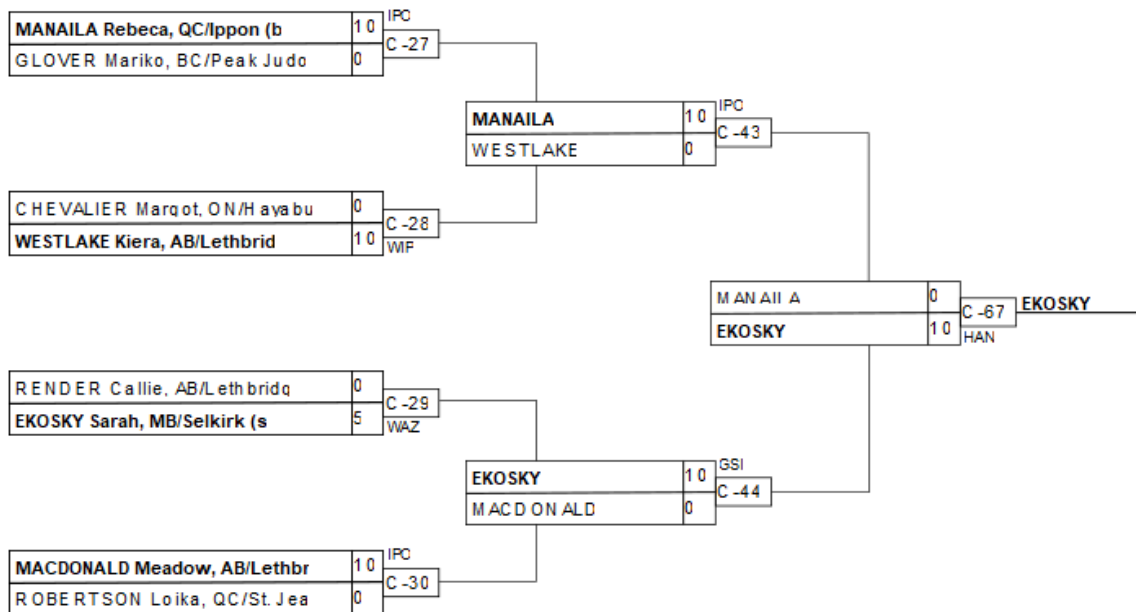 IPO
MANAILA Rebeca, QC/Ippon (b 10
C -27
GLOVER Mariko, BC/Peak Judo 0
IPO
MANAILA 10
C -43
WESTLAKE 0
CHEVALIER Margot, ON/Hayabu 0
C -28
WESTLAKE Kiera, AB/Lethbrid 10
WIF
MANAILA 0
C -67 EKOSKY
EKOSKY 10
HAN
RENDER Callie, AB/Lethbridg 0
C -29
EKOSKY Sarah, MB/Selkirk (s 5
WAZ
GSI
EKOSKY 10
C -44
MACDONALD 0
IPO
MACDONALD Meadow, AB/Lethbr 10
C -30
ROBERTSON Loika, QC/St. Jea 0